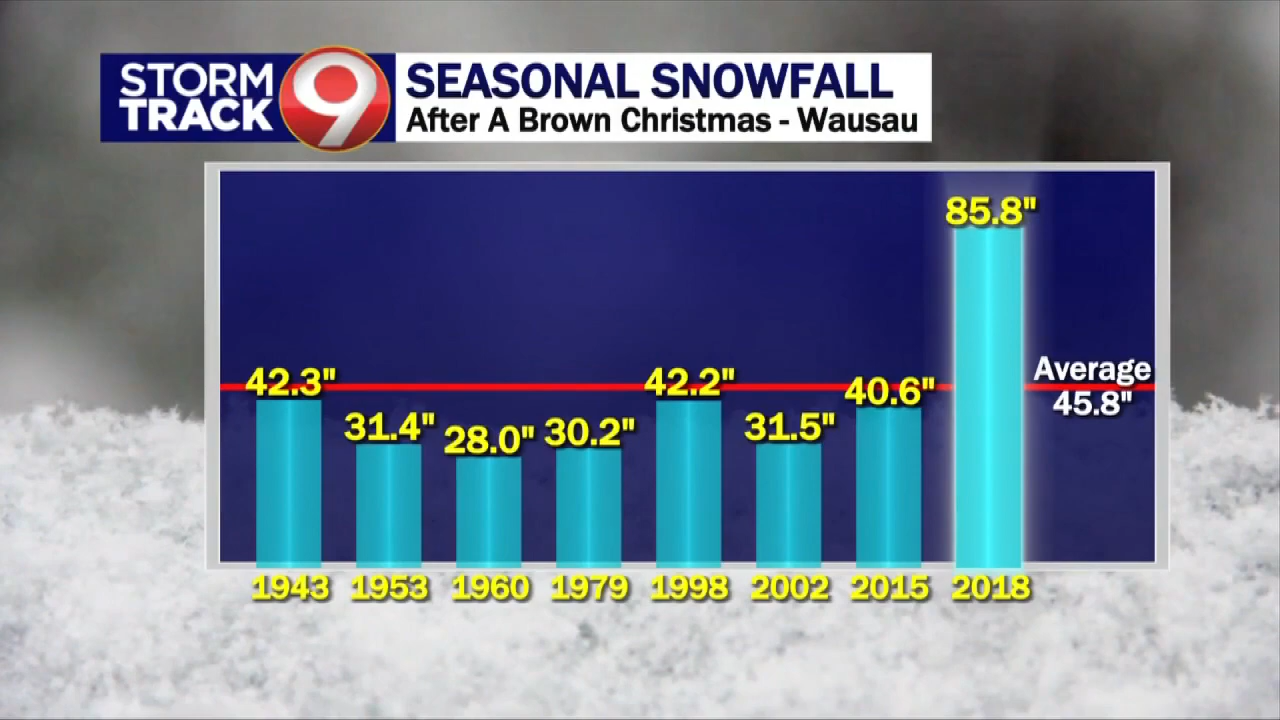 STORM
TRACK
9
SEASONAL SNOWFALL
After A Brown Christmas - Wausau
85.8"
42.3"
31.4"
28.0"
30.2"
42.2"
31.5"
40.6"
Average
45.8"
1943 1953 1960 1979 1998 2002 2015 2018